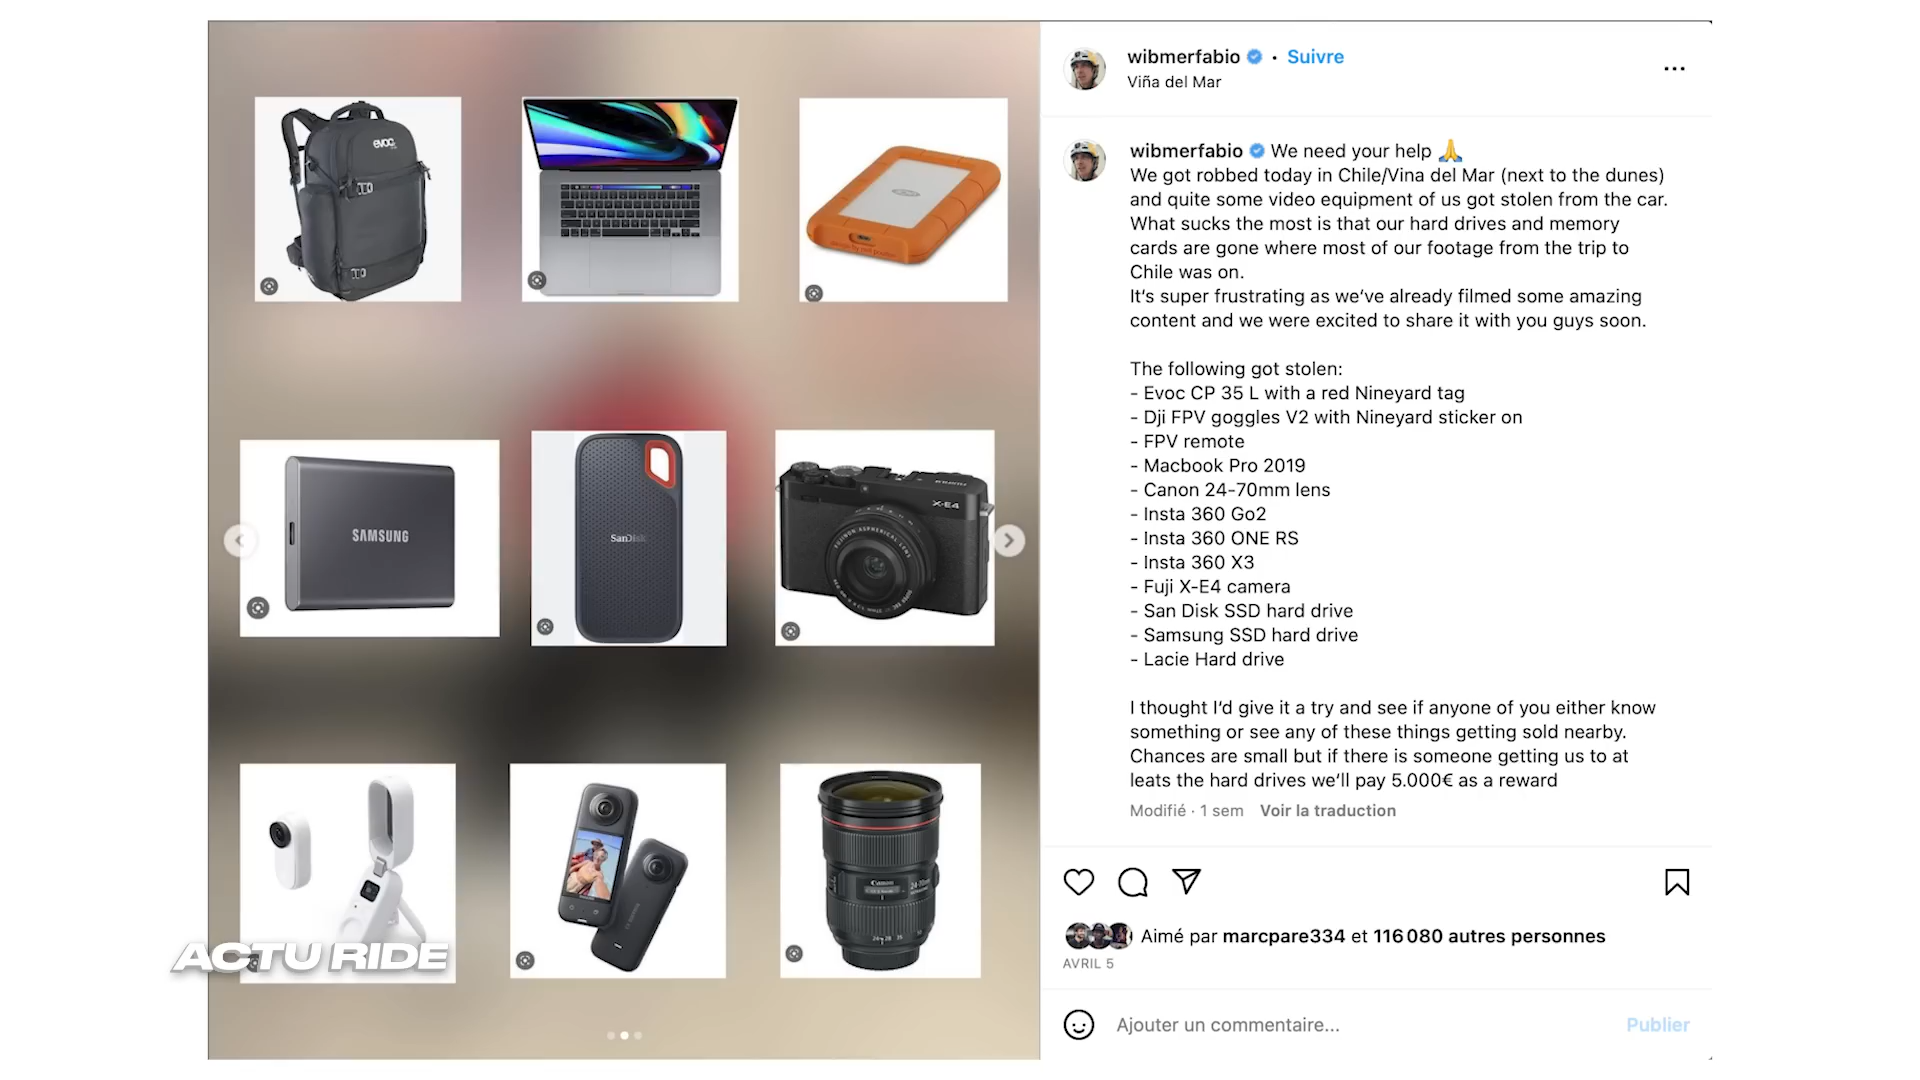 wibmerfabio • Suivre
Viña del Mar
wibmerfabio We need your help 🙏
We got robbed today in Chile/Vina del Mar (next to the dunes)
and quite some video equipment of us got stolen from the car.
What sucks the most is that our hard drives and memory
cards are gone where most of our footage from the trip to
Chile was on.
It's super frustrating as we've already filmed some amazing
content and we were excited to share it with you guys soon.
The following got stolen:
- Evoc CP 35 L with a red Nineyard tag
- Dji FPV goggles V2 with Nineyard sticker on
- FPV remote
- Macbook Pro 2019
- Canon 24-70mm lens
- Insta 360 Go2
- Insta 360 ONE RS
- Insta 360 X3
- Fuji X-E4 camera
- San Disk SSD hard drive
- Samsung SSD hard drive
- Lacie Hard drive
I thought I'd give it a try and see if anyone of you either know
something or see any of these things getting sold nearby.
Chances are small but if there is someone getting us to at
leats the hard drives we'll pay 5.000€ as a reward
Modifié · 1 sem Voir la traduction
Aimé par marcpare334 et 116 080 autres personnes
AVRIL 5
Ajouter un commentaire...
Publier
evoc
SAMSUNG
SanDisk
FUJIFILM
X-E4
FUJINON ASPHERICAL LENS
Canon
24-70
ACTU RIDE